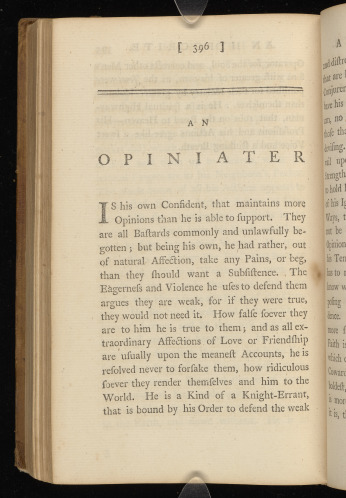 [ 396 ]
AN
OPINIATER
IS his own Confident, that maintains more
Opinions than he is able to support. They
are all Baſtards commonly and unlawfully be-
gotten; but being his own, he had rather, out
of natural Affection, take any Pains, or beg,
than they ſhould want a Subſiſtence. The
Eagerneſs and Violence he uſes to defend them
argues they are weak, for if they were true,
they would not need it. How falſe ſoever they
are to him he is true to them; and as all ex-
traordinary Affections of Love or Friendſhip
are uſually upon the meaneſt Accounts, he is
reſolved never to forſake them, how ridiculous
ſoever they render themſelves and him to the
World. He is a Kind of a Knight-Errant,
that is bound by his Order to defend the weak